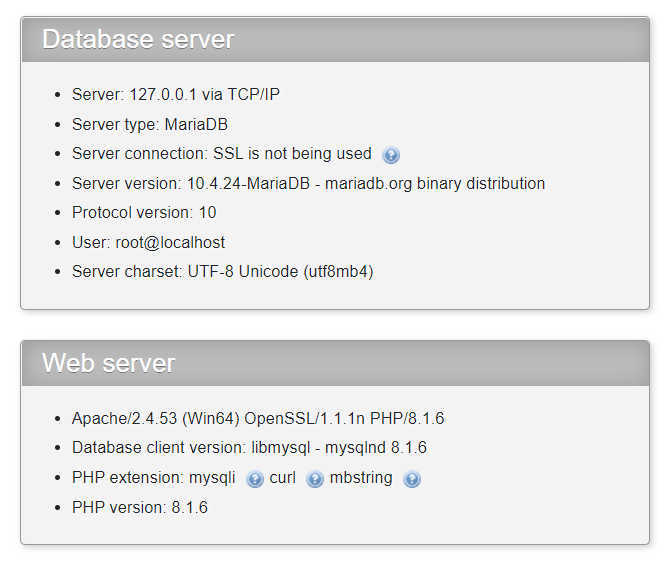 Database server
Server: 127.0.0.1 via TCP/IP
Server type: MariaDB
Server connection: SSL is not being used
Server version: 10.4.24-MariaDB - mariadb.org binary distribution
Protocol version: 10
User: root@localhost
Server charset: UTF-8 Unicode (utf8mb4)
Web server
Apache/2.4.53 (Win64) OpenSSL/1.1.1n PHP/8.1.6
Database client version: libmysql - mysqlnd 8.1.6
PHP extension: mysqli curl mbstring
PHP version: 8.1.6